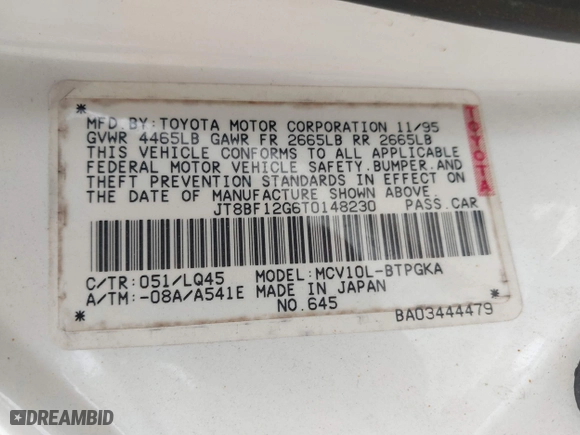 MFD.BY:TOYOTA MOTOR CORPORATION 11/95
GVWR 4465LB GAWR FR 2665LB RR 2665LB
THIS VEHICLE CONFORMS TO ALL APPLICABLE
FEDERAL MOTOR VEHICLE SAFETY.BUMPER.AND
THEFT PREVENTION STANDARDS IN EFFECT ON
THE DATE OF MANUFACTURE SHOWN ABOVE.
JT8BF12G6T0148230 PASS.CAR
TOYOTA
C/TR:051/LQ45 MODEL:MCV10L-BTPGKA
A/TM:-08A/A541E MADE IN JAPAN
NO.645
BA03444479
DREAMBID